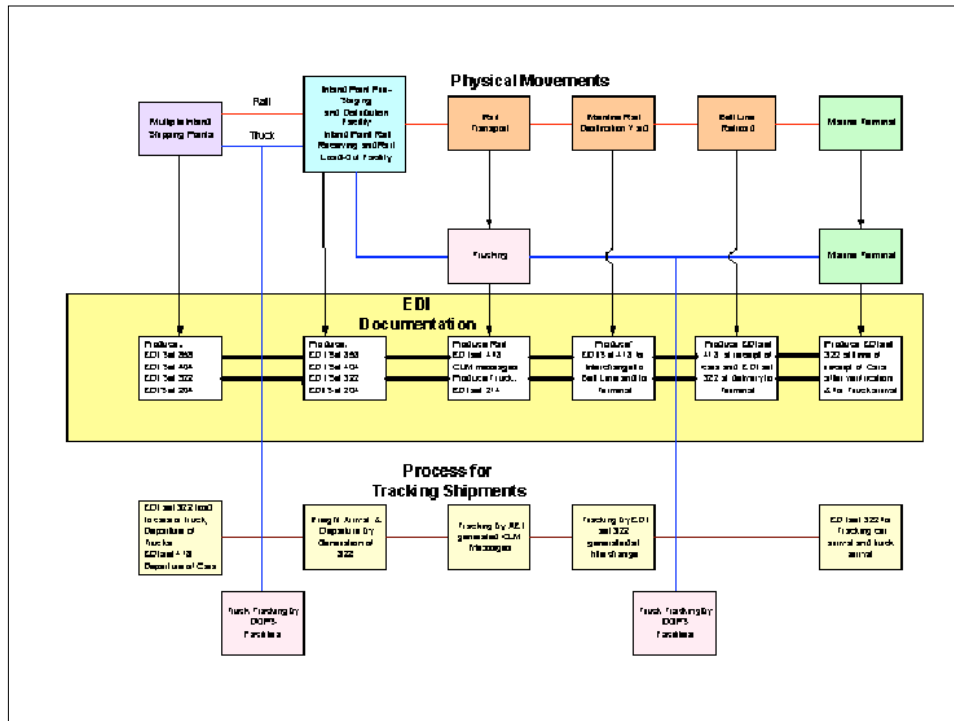 Physical Movements
Rail
Truck
Multiple Inland
Shipping Points
Inland Point Pre-
Staging
and Distribution
Facility
Inland Point Rail
Receiving and Rail
Load-Out Facility
Rail
Transport
Rail
Destination Yard
Belt Line
Railroad
Marine Terminal
Trucking
Marine Terminal
EDI
Documentation
Produce
EDI Set
EDI Set 404
EDI Set 322
EDI Set 204
Produce
EDI Set
EDI Set 404
EDI Set 322
EDI Set 204
Produce Rail
EDI set 418
CLM messages
Produce Truck
EDI set 214
Produce
EDI Set 418 for
Interchange to
Belt Line and to
Terminal
Produce EDI set
418 at receipt of
cars and EDI set
322 at delivery to
Terminal
Produce EDI set
322 at time of
receipt of Cars
after verification
& for Truck arrival
Process for
Tracking Shipments
EDI set 322 load
to cars or truck,
Departure of
Trucks
EDI set 418
Departure of Cars
Freight Arrival &
Departure by
Generation of
322
Tracking by AEI
generated CLM
Messages
Tracking by EDI
set 322
generated at
Interchange
EDI set 322 for
Tracking car
arrival and truck
arrival
Truck Tracking by
Truck Tracking by